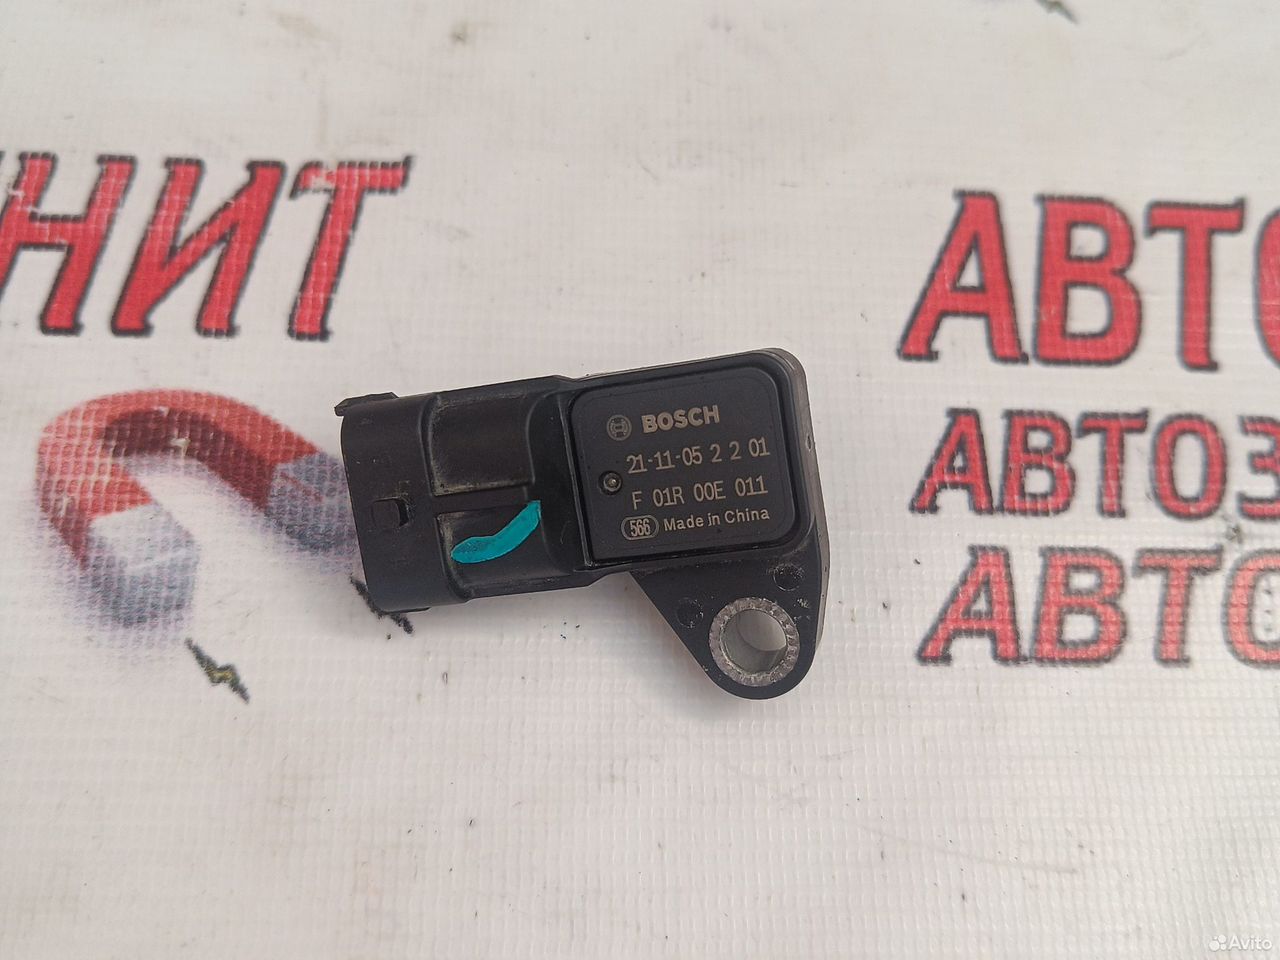 НИТ
АВТО
АВТОЗ
АВТО
BOSCH
21-11-05 2 2 01
F 01R 00E 011
566 Made in China
Avito